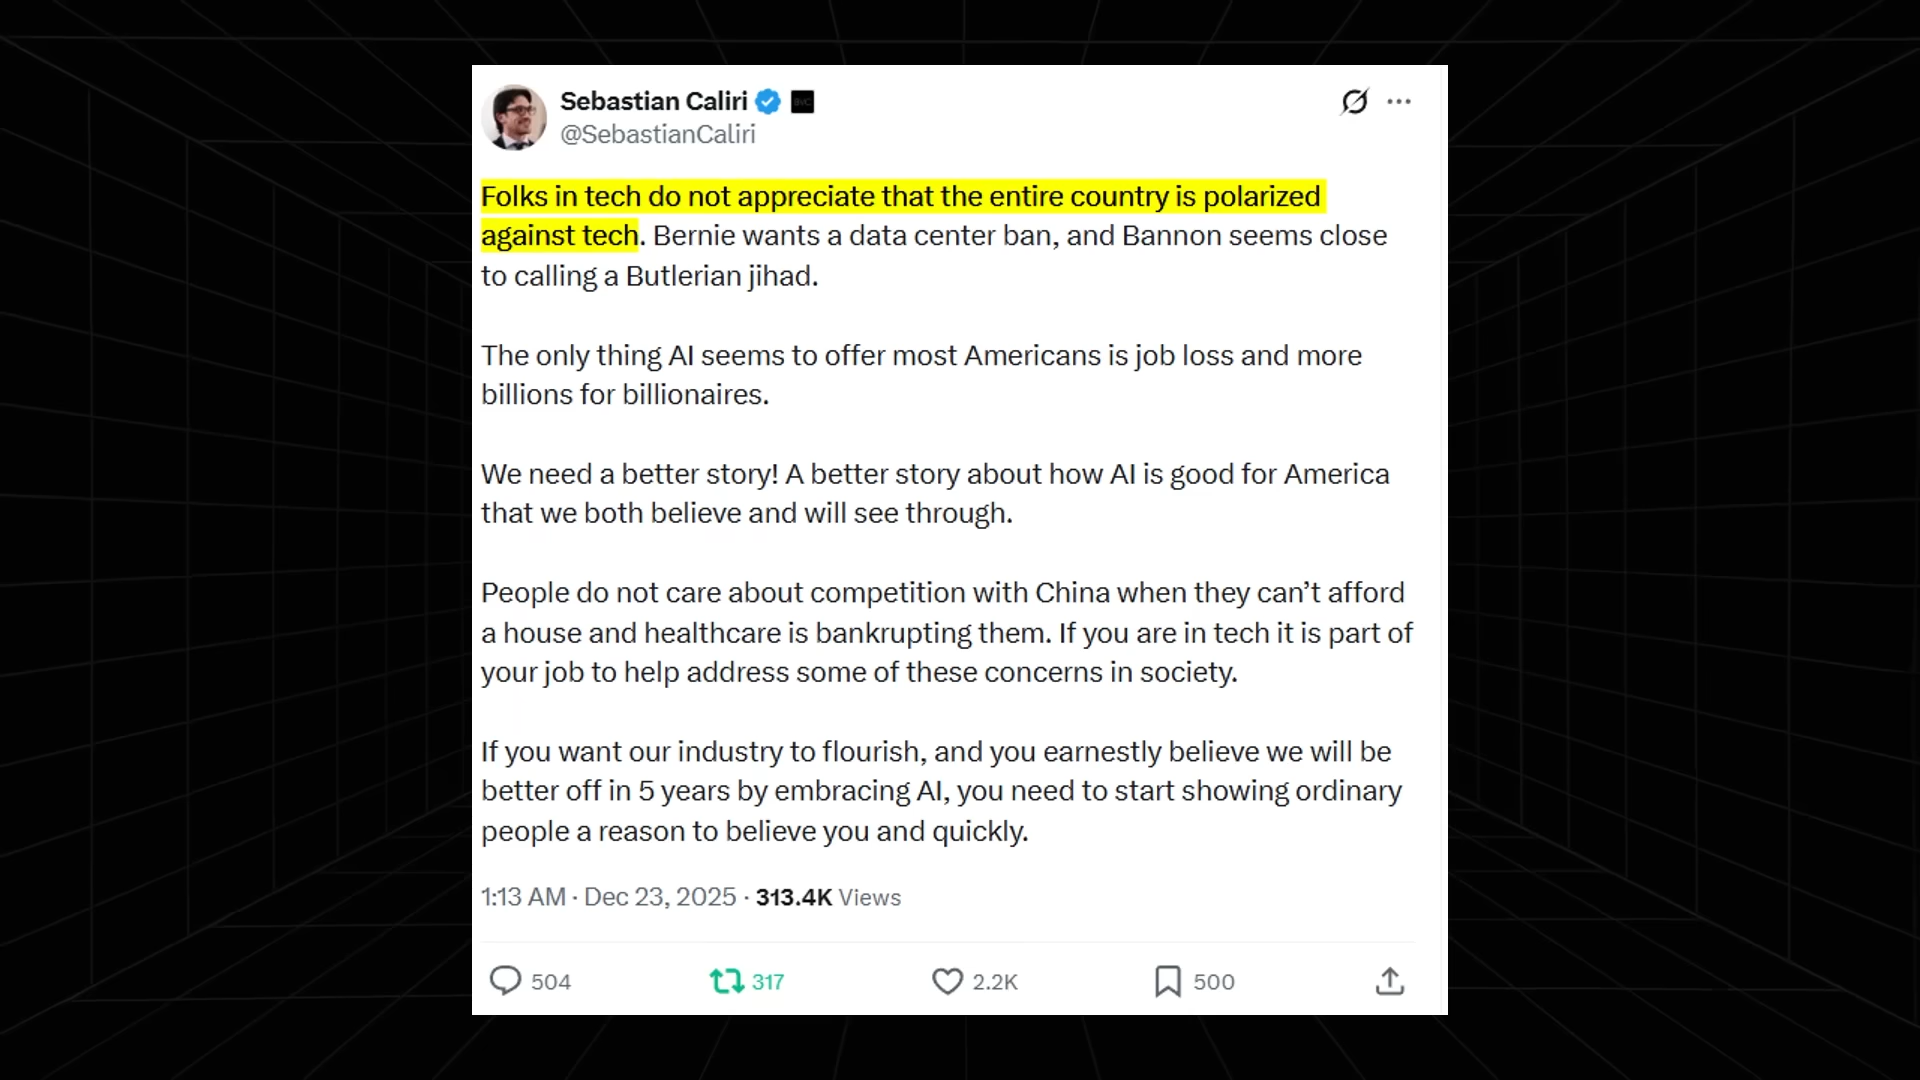 Sebastian Caliri
@SebastianCaliri
Folks in tech do not appreciate that the entire country is polarized
against tech. Bernie wants a data center ban, and Bannon seems close
to calling a Butlerian jihad.
The only thing AI seems to offer most Americans is job loss and more
billions for billionaires.
We need a better story! A better story about how AI is good for America
that we both believe and will see through.
People do not care about competition with China when they can’t afford
a house and healthcare is bankrupting them. If you are in tech it is part of
your job to help address some of these concerns in society.
If you want our industry to flourish, and you earnestly believe we will be
better off in 5 years by embracing AI, you need to start showing ordinary
people a reason to believe you and quickly.
1:13 AM · Dec 23, 2025 · 313.4K Views
504 317 2.2K 500